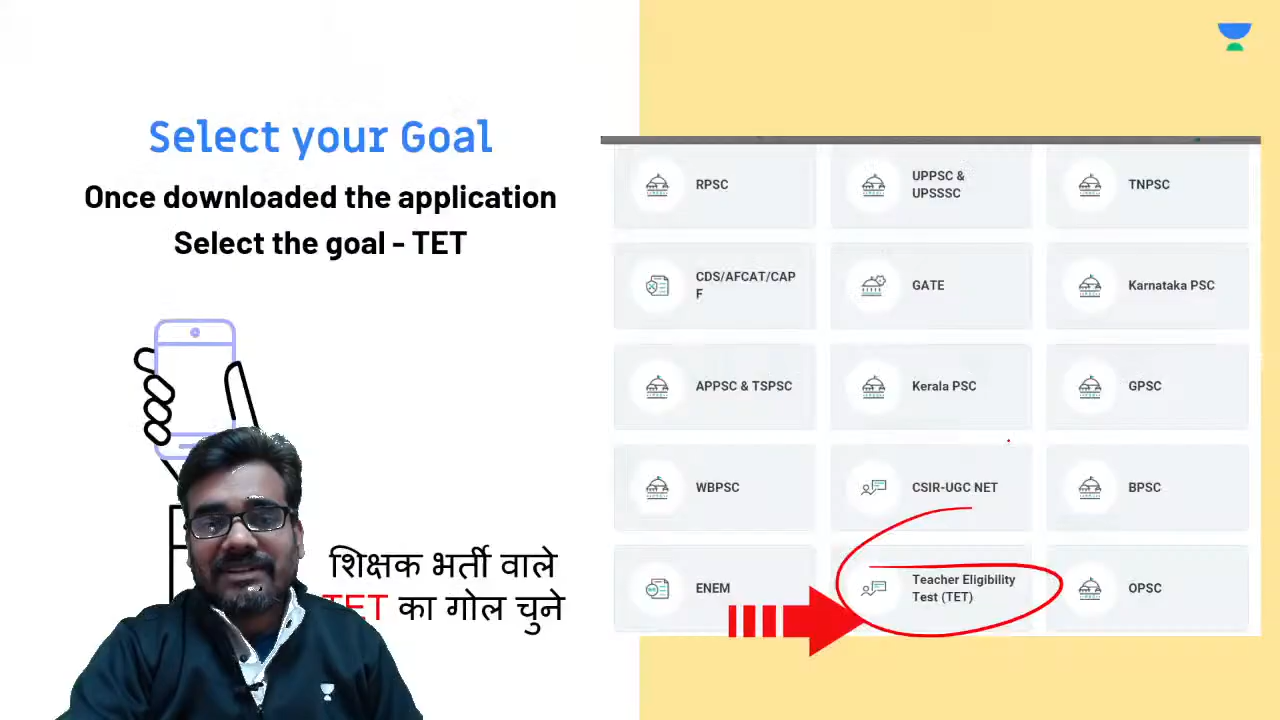 Select your Goal
Once downloaded the application
Select the goal - TET
शिक्षक भर्ती वाले
TET का गोल चुने
RPSC
UPPSC &
UPSSSC
TNPSC
CDS/AFCAT/CAP
F
GATE
Karnataka PSC
APPSC & TSPSC
Kerala PSC
GPSC
WBPSC
CSIR-UGC NET
BPSC
ENEM
Teacher Eligibility
Test (TET)
OPSC